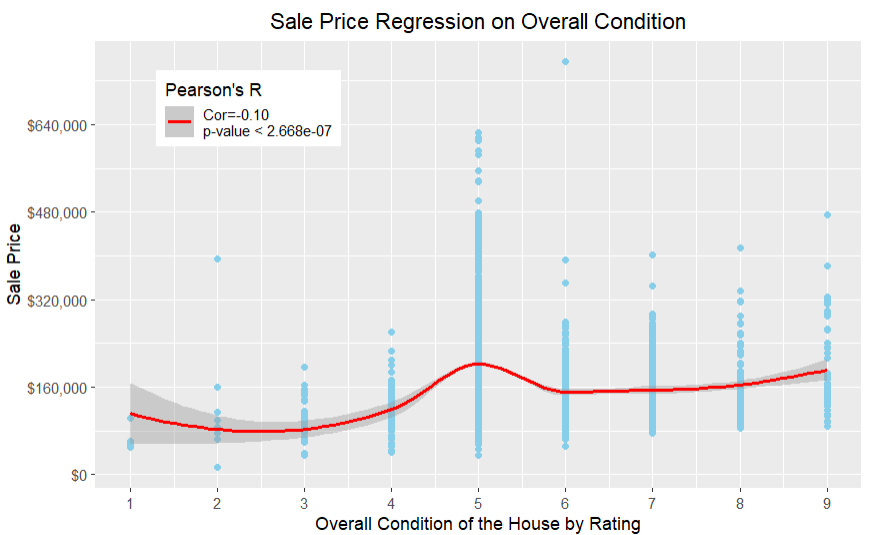 Sale Price Regression on Overall Condition
Pearson's R
Cor=-0.10
p-value < 2.668e-07
Sale Price
$640,000
$480,000
$320,000
$160,000
$0
1 2 3 4 5 6 7 8 9
Overall Condition of the House by Rating